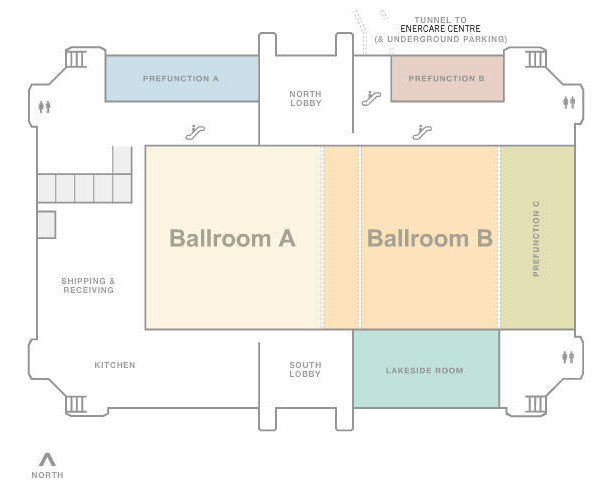 TUNNEL TO
ENERCARE CENTRE
(& UNDERGROUND PARKING)
PREFUNCTION A
PREFUNCTION B
NORTH
LOBBY
Ballroom A
Ballroom B
PREFUNCTION C
SHIPPING &
RECEIVING
KITCHEN
SOUTH
LOBBY
LAKESIDE ROOM
NORTH